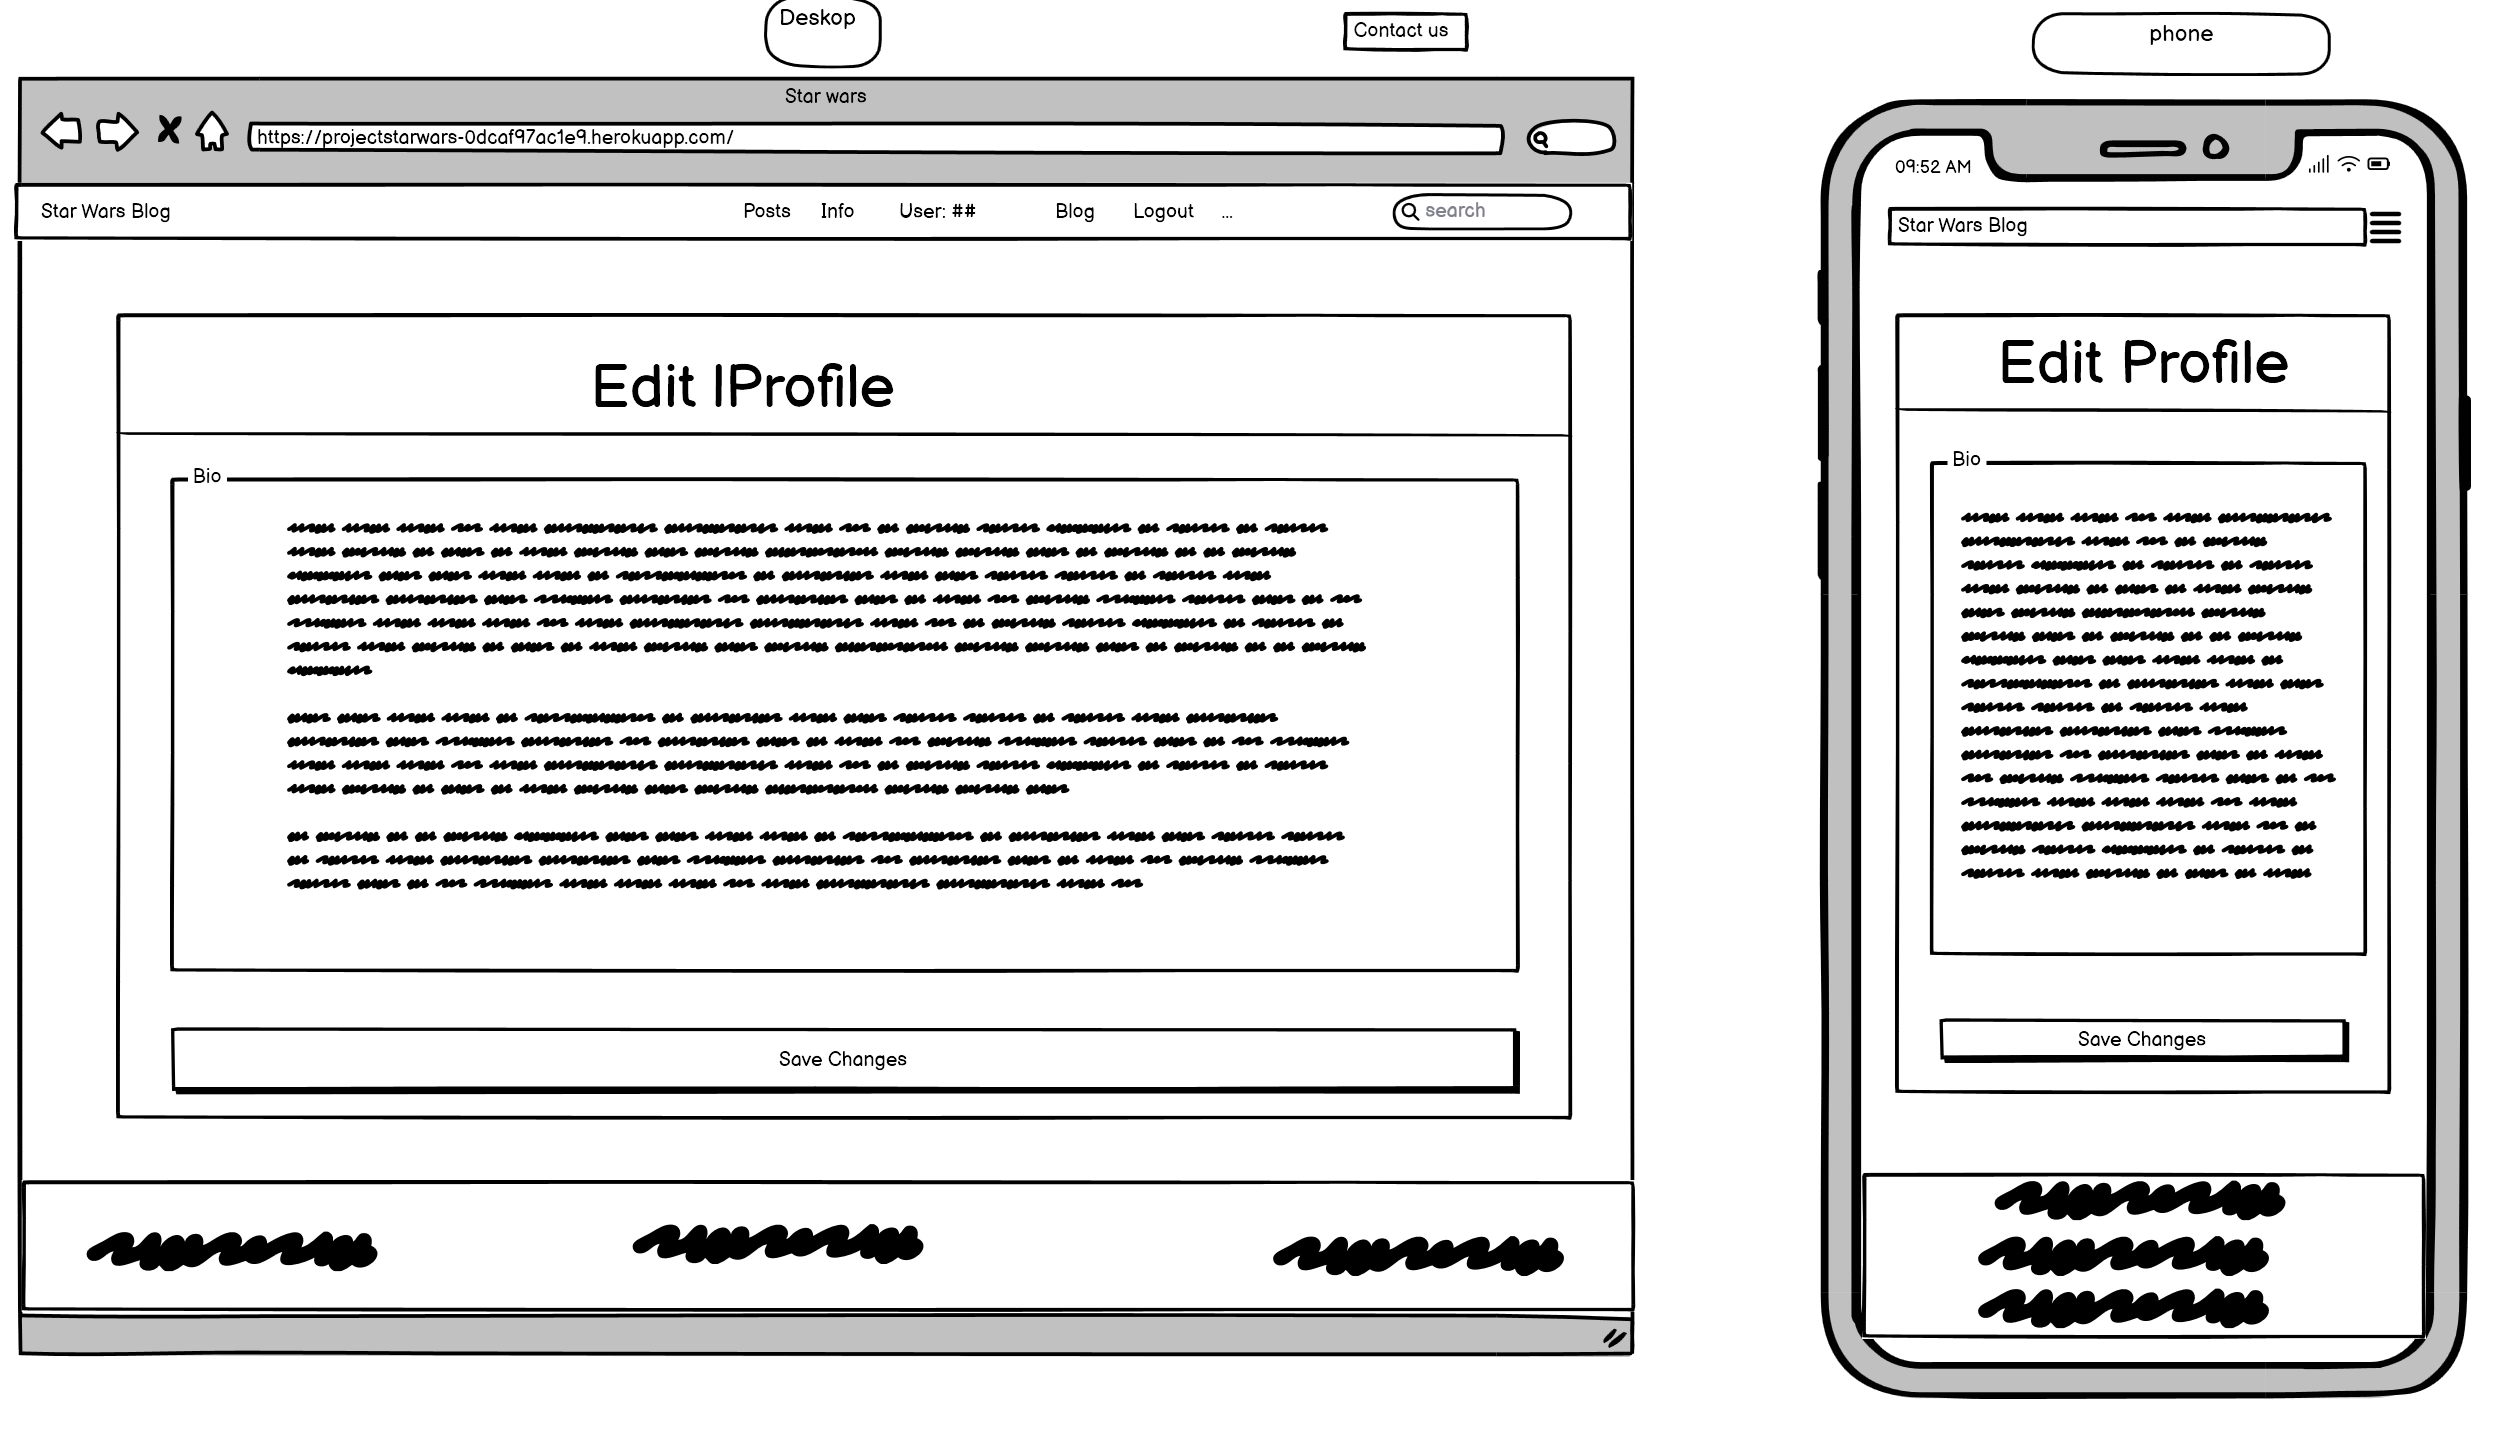 Deskop
Contact us
phone
Star wars
https://projectstarwars-0dcaf97ac1e9.herokuapp.com/
Star Wars Blog Posts Info User: ## Blog Logout ... search
Edit IProfile
Bio
Save Changes
09:52 AM
Star Wars Blog
Edit Profile
Bio
Save Changes